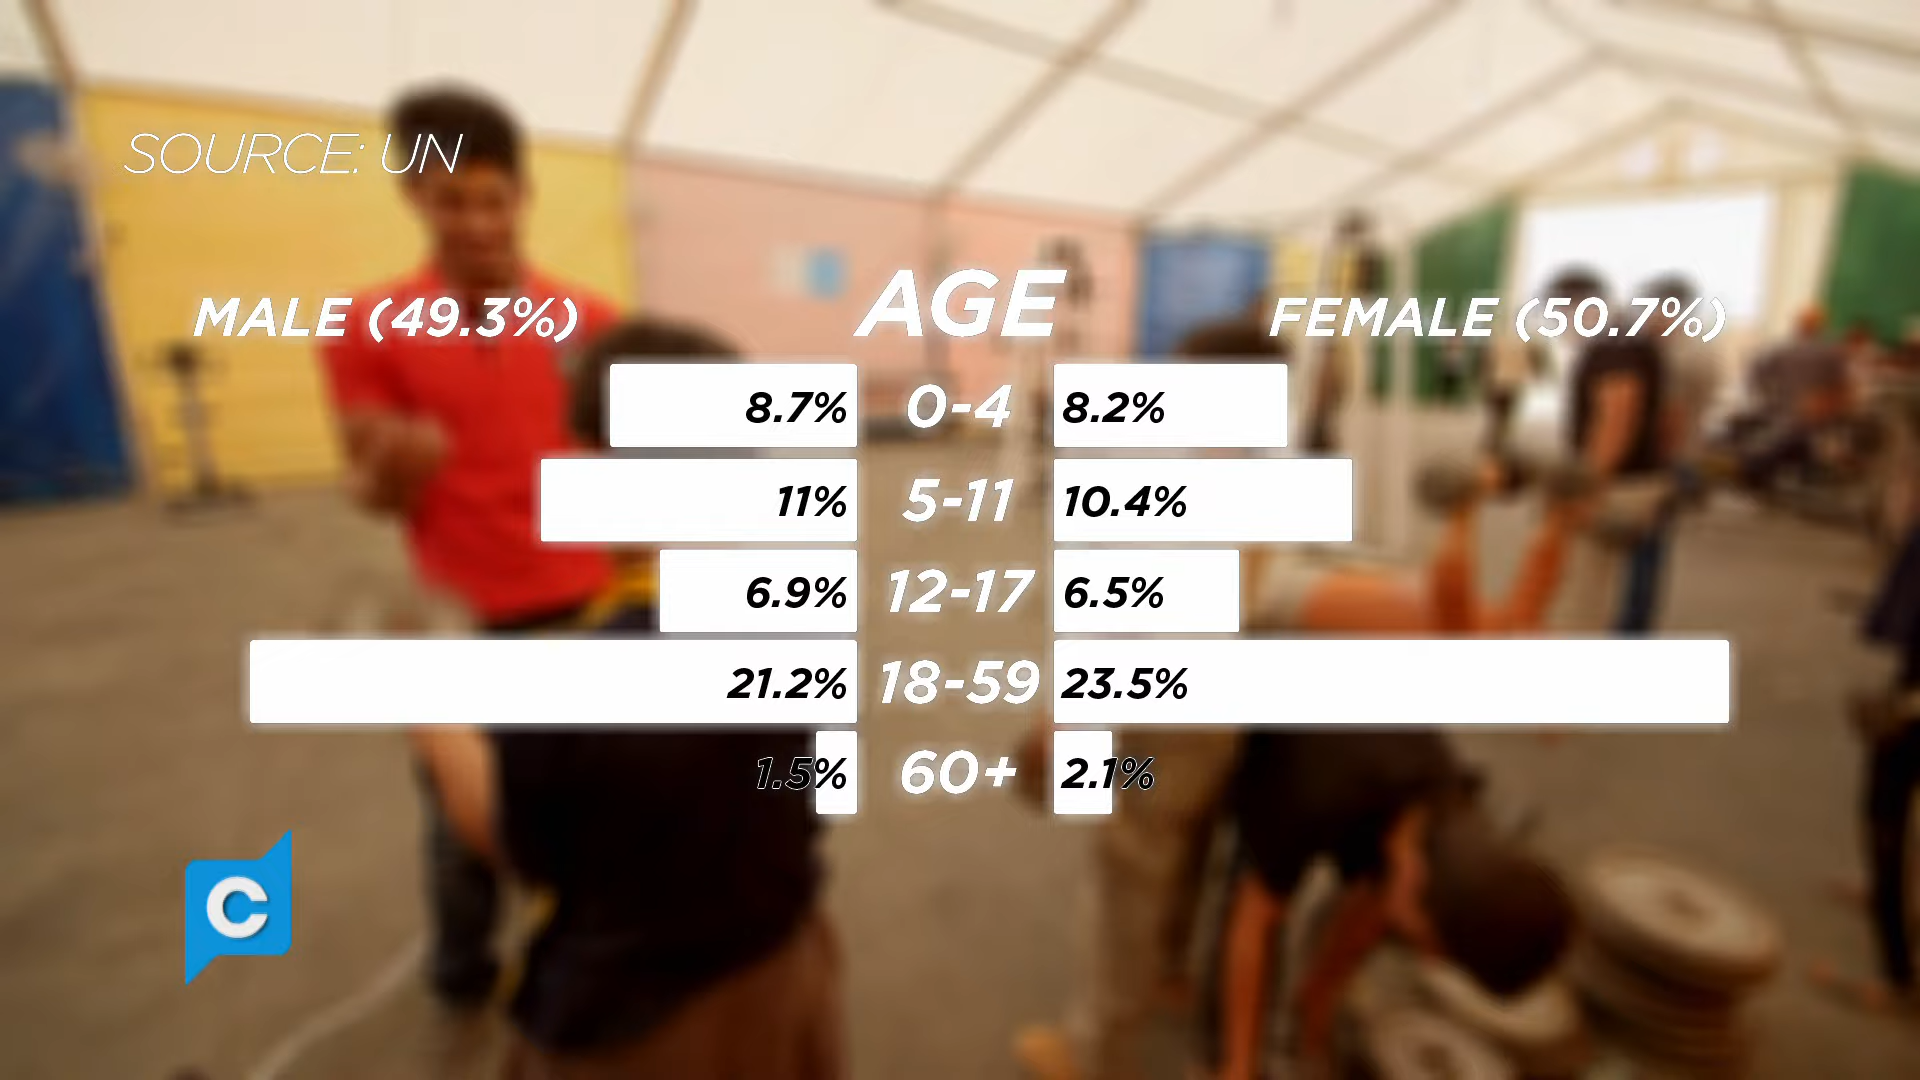 SOURCE: UN
MALE (49.3%) AGE FEMALE (50.7%)
8.7% 0-4 8.2%
11% 5-11 10.4%
6.9% 12-17 6.5%
21.2% 18-59 23.5%
1.5% 60+ 2.1%
C